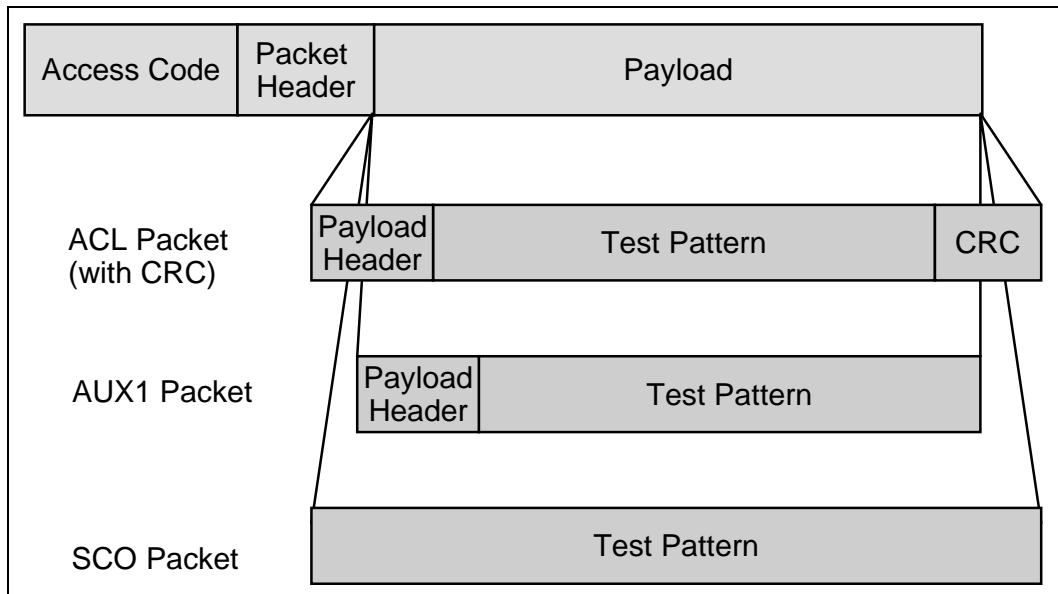 Access Code
Packet
Header
Payload
ACL Packet
(with CRC)
Payload
Header
Test Pattern
CRC
AUX1 Packet
Payload
Header
Test Pattern
SCO Packet
Test Pattern